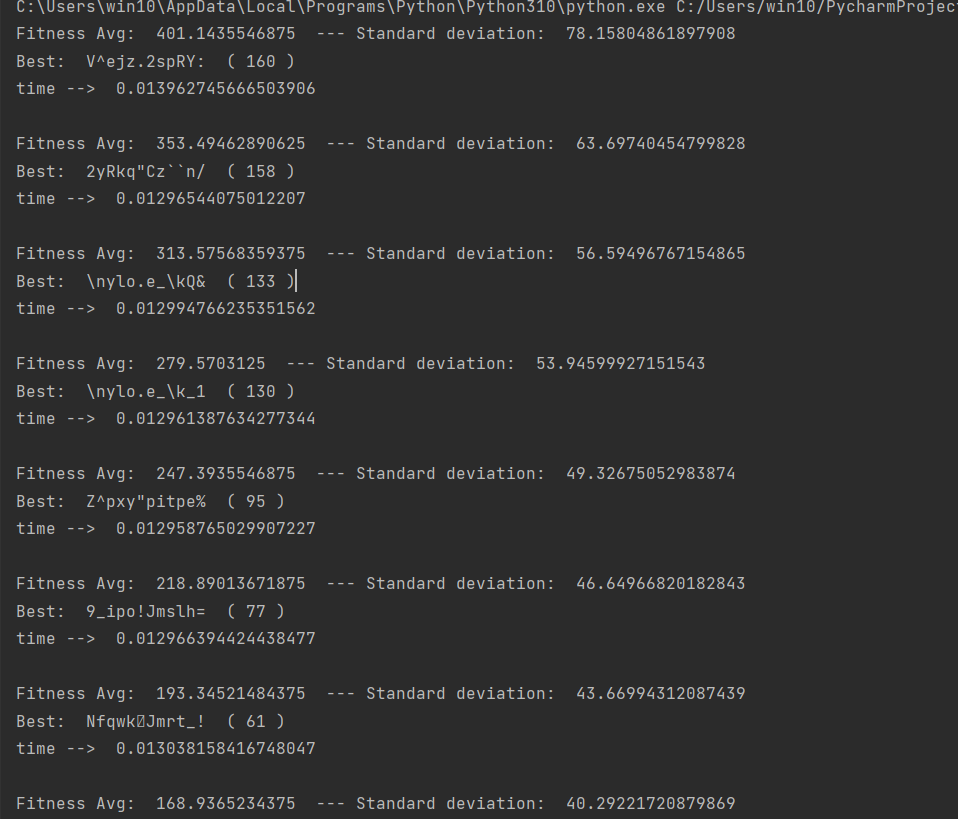 C:\Users\win10\AppData\Local\Programs\Python\Python310\python.exe C:/Users/win10/PycharmProjec
Fitness Avg:  401.1435546875  --- Standard deviation:  78.15804861897908
Best:  V^ejz.2spRY:  ( 160 )
time -->  0.013962745666503906
Fitness Avg:  353.49462890625  --- Standard deviation:  63.69740454799828
Best:  2yRkq"Cz``n/  ( 158 )
time -->  0.01296544075012207
Fitness Avg:  313.57568359375  --- Standard deviation:  56.59496767154865
Best:  \nylo.e_\kQ&  ( 133 )
time -->  0.012994766235351562
Fitness Avg:  279.5703125  --- Standard deviation:  53.94599927151543
Best:  \nylo.e_\k_1  ( 130 )
time -->  0.012961387634277344
Fitness Avg:  247.3935546875  --- Standard deviation:  49.32675052983874
Best:  Z^pxy"pitpe%  ( 95 )
time -->  0.012958765029907227
Fitness Avg:  218.89013671875  --- Standard deviation:  46.64966820182843
Best:  9_ipo!Jmslh=  ( 77 )
time -->  0.012966394424438477
Fitness Avg:  193.34521484375  --- Standard deviation:  43.66994312087439
Best:  Nfqwk▯Jmrt_!  ( 61 )
time -->  0.013038158416748047
Fitness Avg:  168.9365234375  --- Standard deviation:  40.29221720879869